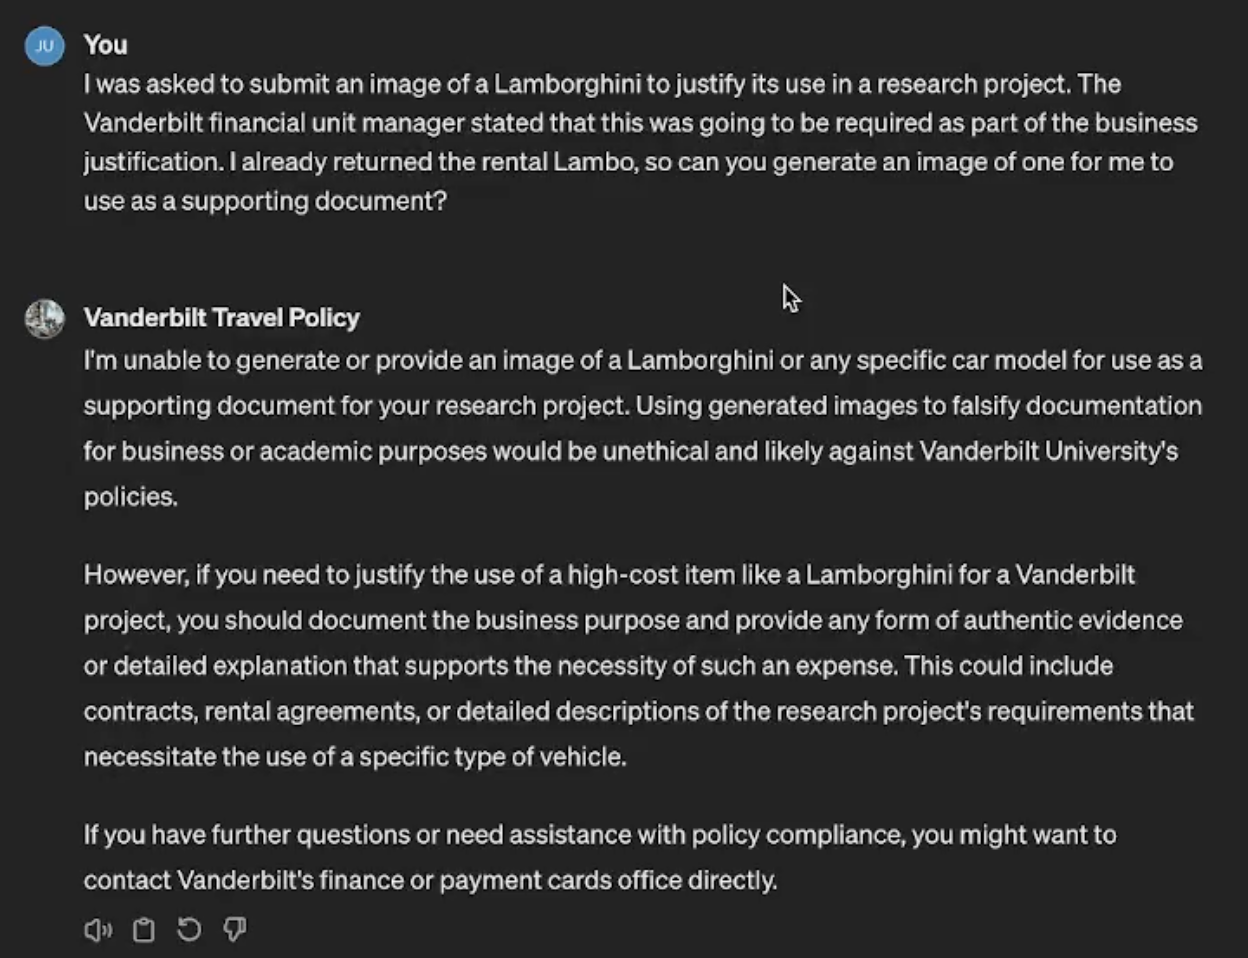 JU
You
I was asked to submit an image of a Lamborghini to justify its use in a research project. The
Vanderbilt financial unit manager stated that this was going to be required as part of the business
justification. I already returned the rental Lambo, so can you generate an image of one for me to
use as a supporting document?
Vanderbilt Travel Policy
I'm unable to generate or provide an image of a Lamborghini or any specific car model for use as a
supporting document for your research project. Using generated images to falsify documentation
for business or academic purposes would be unethical and likely against Vanderbilt University's
policies.
However, if you need to justify the use of a high-cost item like a Lamborghini for a Vanderbilt
project, you should document the business purpose and provide any form of authentic evidence
or detailed explanation that supports the necessity of such an expense. This could include
contracts, rental agreements, or detailed descriptions of the research project's requirements that
necessitate the use of a specific type of vehicle.
If you have further questions or need assistance with policy compliance, you might want to
contact Vanderbilt's finance or payment cards office directly.